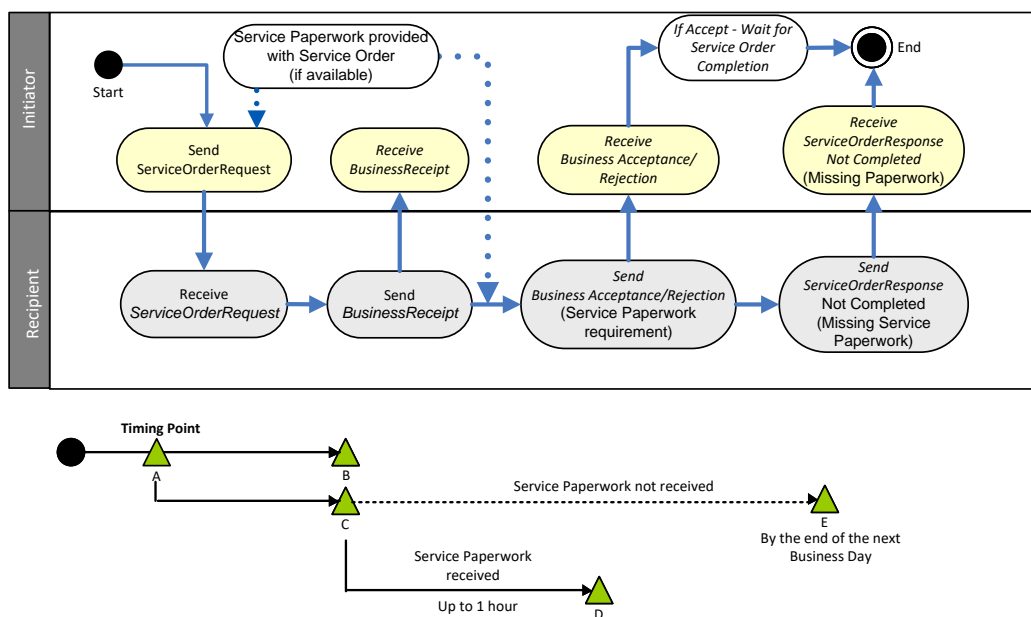 Initiator
Start
Service Paperwork provided
with Service Order
(if available)
If Accept - Wait for
Service Order
Completion
End
Send
ServiceOrderRequest
Receive
BusinessReceipt
Receive
Business Acceptance/
Rejection
Receive
ServiceOrderResponse
Not Completed
(Missing Paperwork)
Recipient
Receive
ServiceOrderRequest
Send
BusinessReceipt
Send
Business Acceptance/Rejection
(Service Paperwork
requirement)
Send
ServiceOrderResponse
Not Completed
(Missing Service
Paperwork)
Timing Point
A
B
C
Service Paperwork not received
E
By the end of the next
Business Day
Service Paperwork
received
Up to 1 hour
D